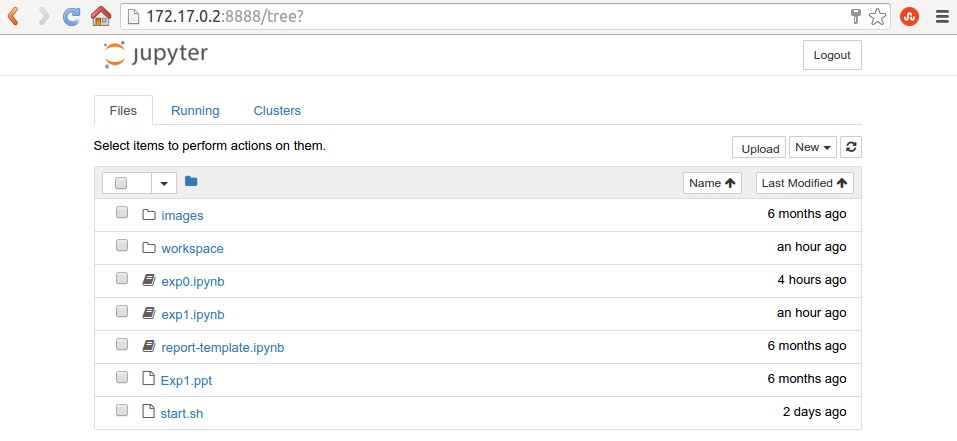 172.17.0.2:8888/tree?
jupyter
Logout
Files Running Clusters
Select items to perform actions on them.
Upload New
Name Last Modified
images 6 months ago
workspace an hour ago
exp0.ipynb 4 hours ago
exp1.ipynb an hour ago
report-template.ipynb 6 months ago
Exp1.ppt 6 months ago
start.sh 2 days ago